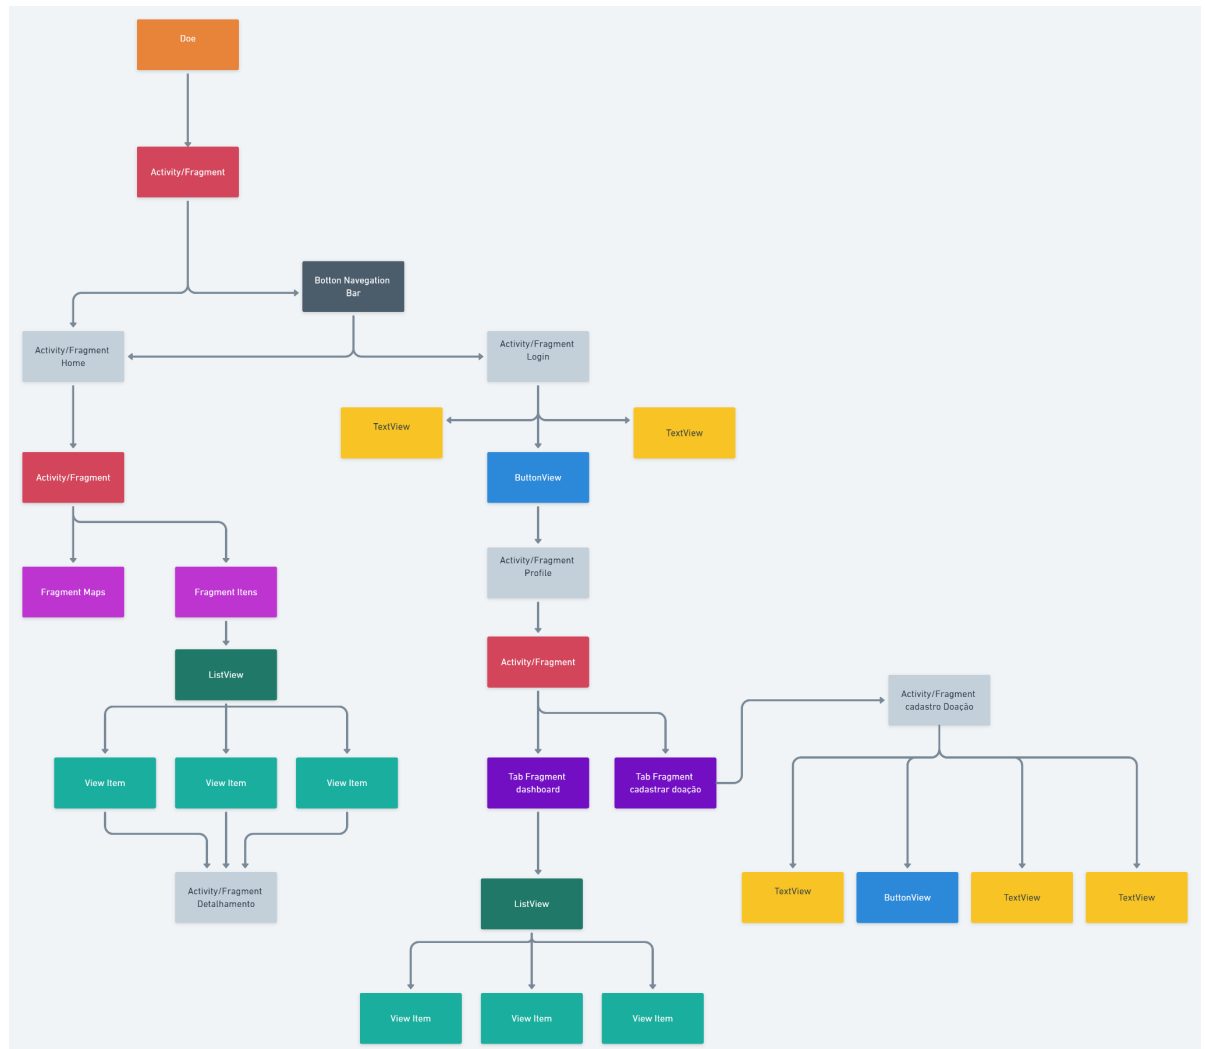 Doe
Activity/Fragment
Botton Navegation
Bar
Activity/Fragment
Home
Activity/Fragment
Login
TextView
TextView
Activity/Fragment
ButtonView
Activity/Fragment
Profile
Fragment Maps
Fragment Itens
Activity/Fragment
ListView
Activity/Fragment
cadastro Doação
View Item
View Item
View Item
Tab Fragment
dashboard
Tab Fragment
cadastrar doação
Activity/Fragment
Detalhamento
TextView
ButtonView
TextView
TextView
ListView
View Item
View Item
View Item